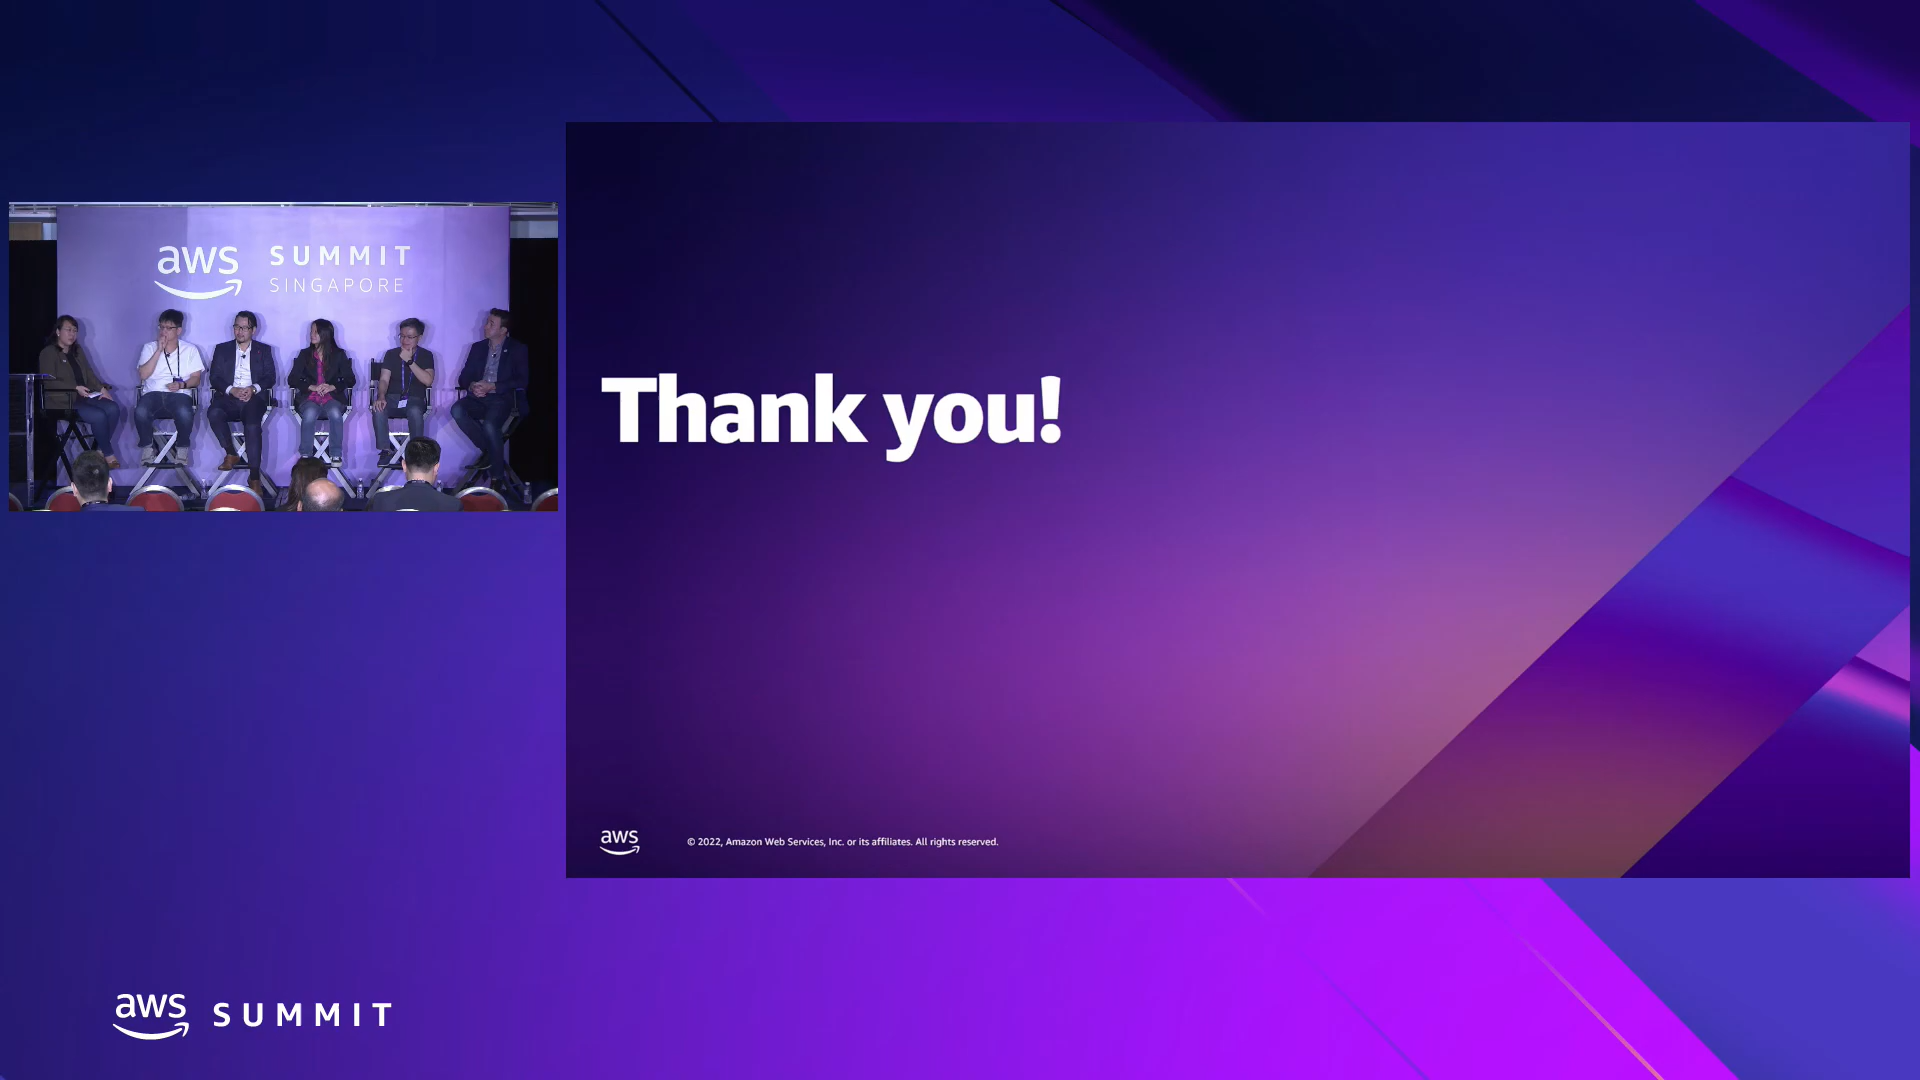 aws SUMMIT
SINGAPORE
Thank you!
aws © 2022, Amazon Web Services, Inc. or its affiliates. All rights reserved.
aws SUMMIT